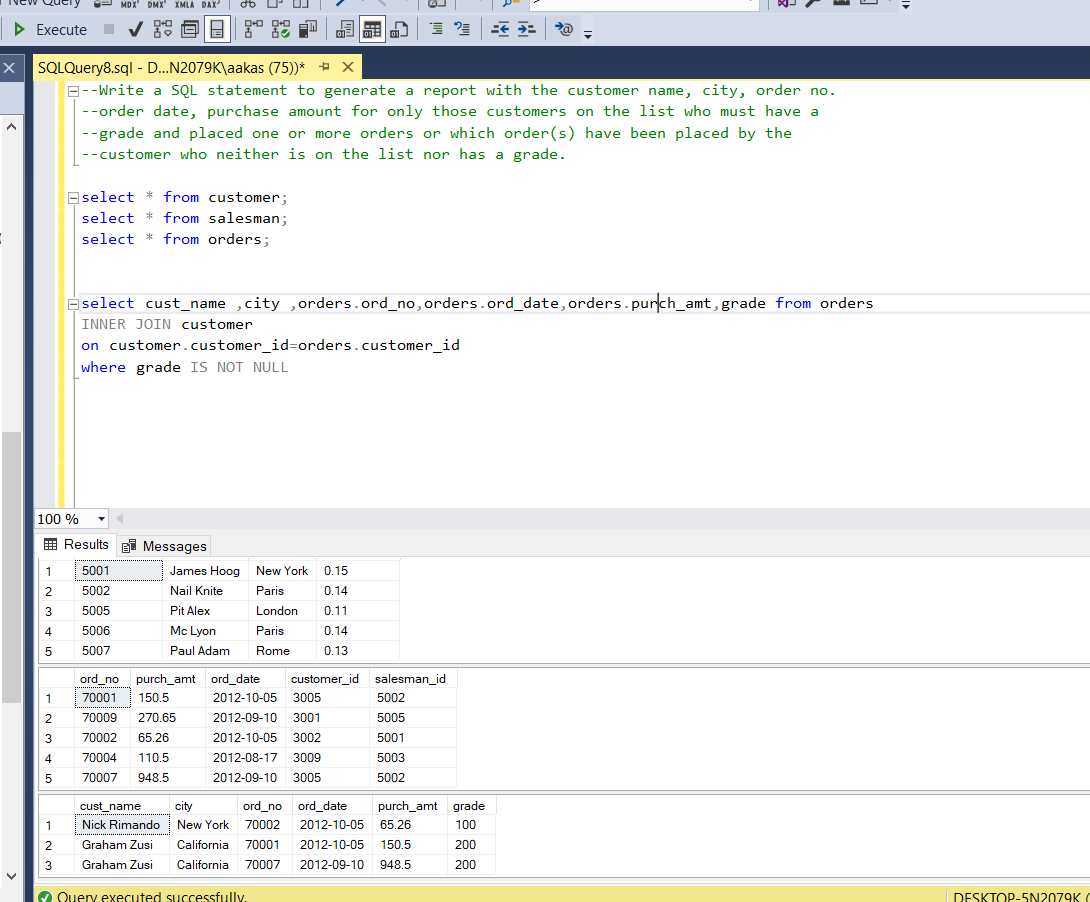 New Query MDX DMX XMLA DAX
Execute
SQLQuery8.sql - D...N2079K\aakas (75))*
--Write a SQL statement to generate a report with the customer name, city, order no.
--order date, purchase amount for only those customers on the list who must have a
--grade and placed one or more orders or which order(s) have been placed by the
--customer who neither is on the list nor has a grade.
select * from customer;
select * from salesman;
select * from orders;
select cust_name ,city ,orders.ord_no,orders.ord_date,orders.purch_amt,grade from orders
INNER JOIN customer
on customer.customer_id=orders.customer_id
where grade IS NOT NULL
100 %
Results Messages
1 5001 James Hoog New York 0.15
2 5002 Nail Knite Paris 0.14
3 5005 Pit Alex London 0.11
4 5006 Mc Lyon Paris 0.14
5 5007 Paul Adam Rome 0.13
ord_no purch_amt ord_date customer_id salesman_id
1 70001 150.5 2012-10-05 3005 5002
2 70009 270.65 2012-09-10 3001 5005
3 70002 65.26 2012-10-05 3002 5001
4 70004 110.5 2012-08-17 3009 5003
5 70007 948.5 2012-09-10 3005 5002
cust_name city ord_no ord_date purch_amt grade
1 Nick Rimando New York 70002 2012-10-05 65.26 100
2 Graham Zusi California 70001 2012-10-05 150.5 200
3 Graham Zusi California 70007 2012-09-10 948.5 200
Query executed successfully. DESKTOP-5N2079K (